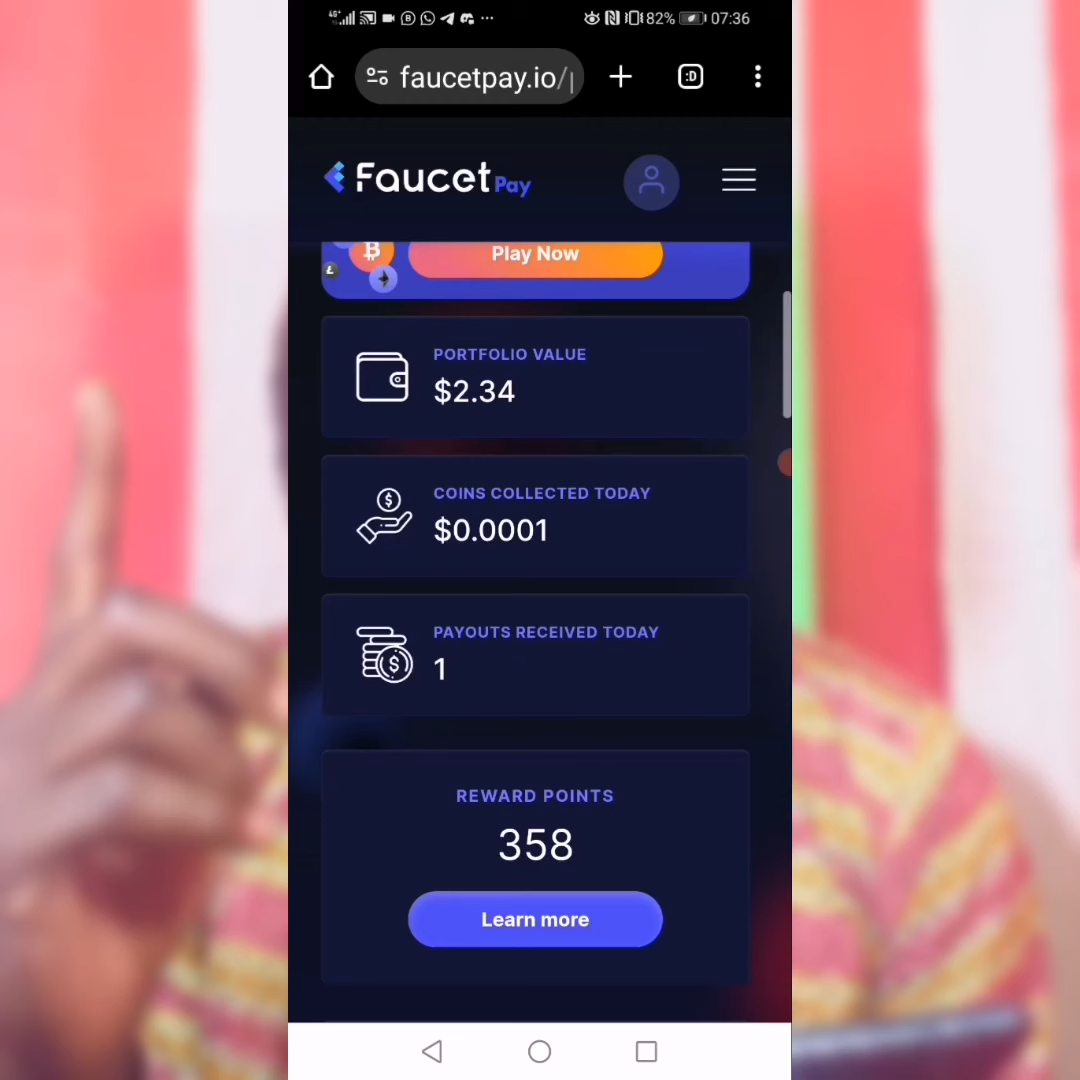 4G+ 82% 07:36
faucetpay.io/
:D
Faucet Pay
Play Now
PORTFOLIO VALUE
$2.34
COINS COLLECTED TODAY
$0.0001
PAYOUTS RECEIVED TODAY
1
REWARD POINTS
358
Learn more